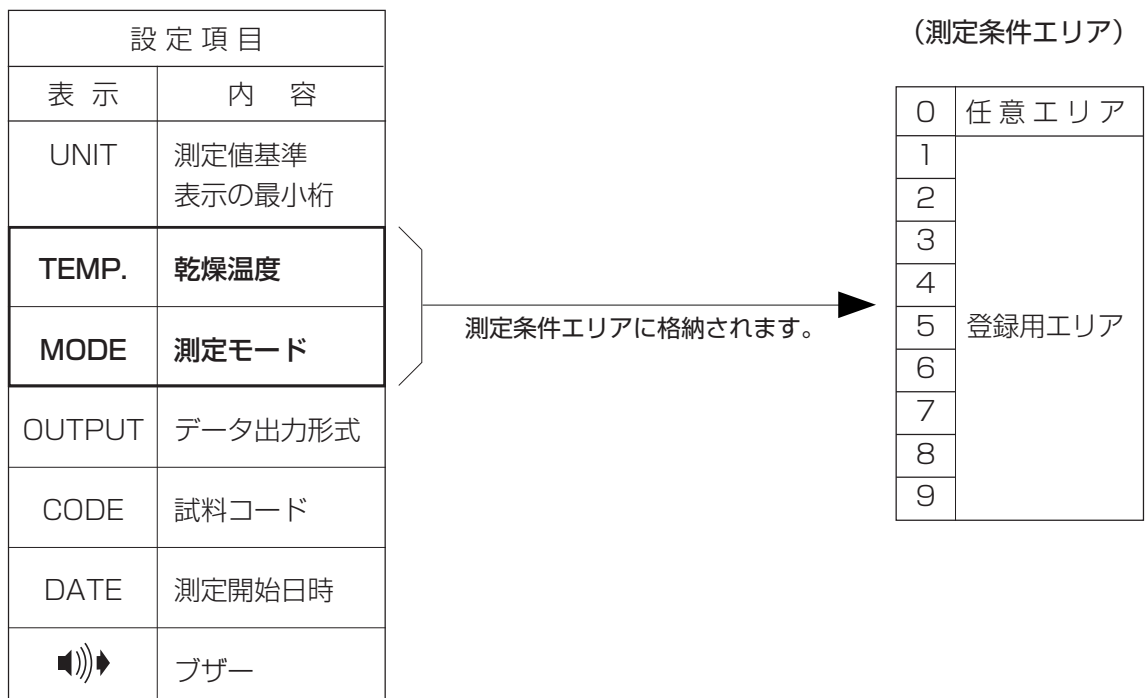 設定項目
表示 内容
UNIT 測定値基準
表示の最小桁
TEMP. 乾燥温度
MODE 測定モード
OUTPUT データ出力形式
CODE 試料コード
DATE 測定開始日時
ブザー
測定条件エリアに格納されます。
(測定条件エリア)
0 任意エリア
1
2
3
4
5 登録用エリア
6
7
8
9